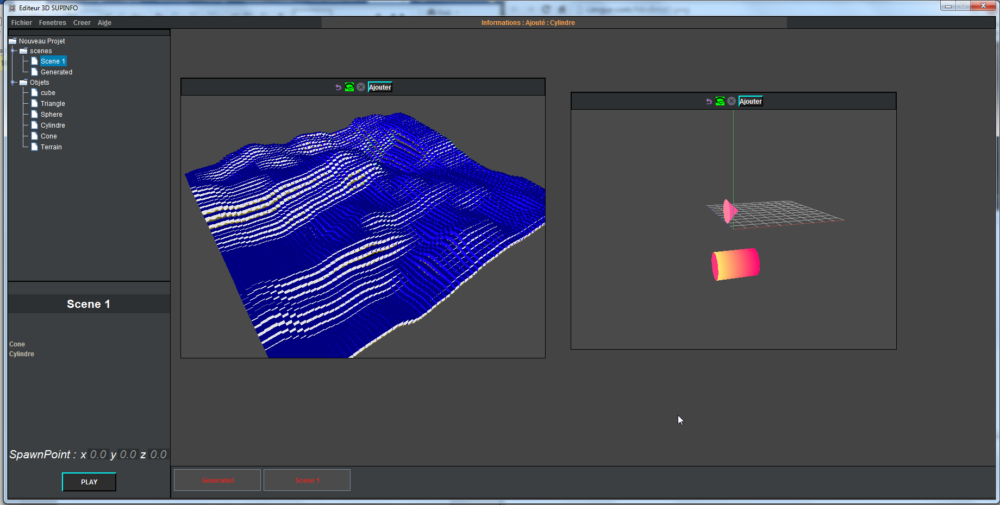 Editeur 3D SUPINFO
Fichier Fenetres Creer Aide
Informations : Ajouté : Cylindre
Nouveau Projet
scenes
Scene 1
Generated
Objets
cube
Triangle
Sphere
Cylindre
Cone
Terrain
Ajouter
Ajouter
Scene 1
Cone
Cylindre
SpawnPoint : x 0.0 y 0.0 z 0.0
PLAY
Generated
Scene 1